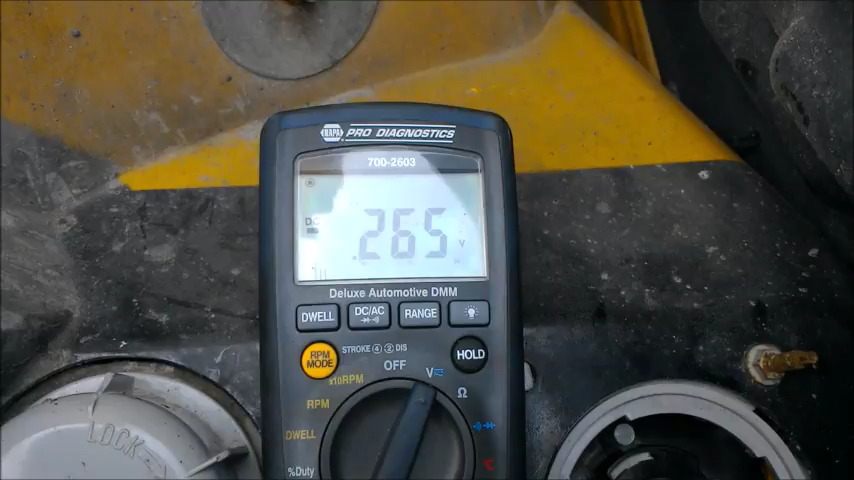 NAPA PRO DIAGNOSTICS
700-2603
DC
.265 V
Deluxe Automotive DMM
DWELL DC/AC RANGE
RPM MODE STROKE 4 2 DIS HOLD
OFF
x10RPM V Ω
RPM
DWELL
%Duty °C
LOCK